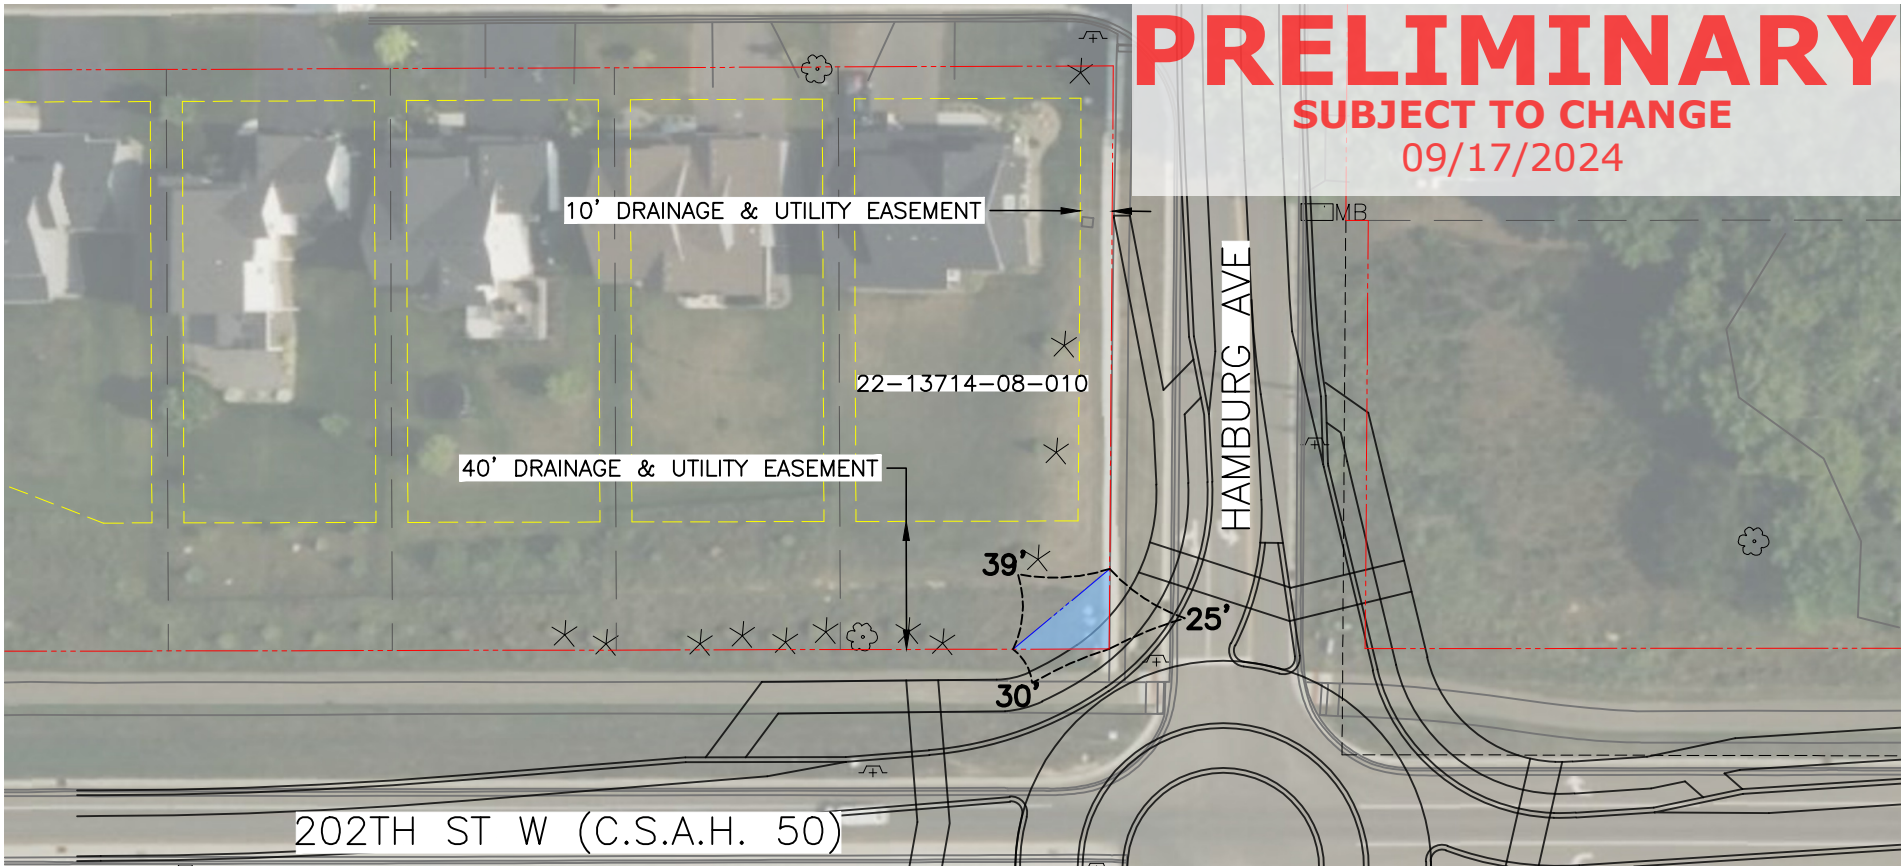 PRELIMINARY
SUBJECT TO CHANGE
09/17/2024
10' DRAINAGE & UTILITY EASEMENT
MB
HAMBURG AVE
22-13714-08-010
40' DRAINAGE & UTILITY EASEMENT
39'
25'
30'
202TH ST W (C.S.A.H. 50)